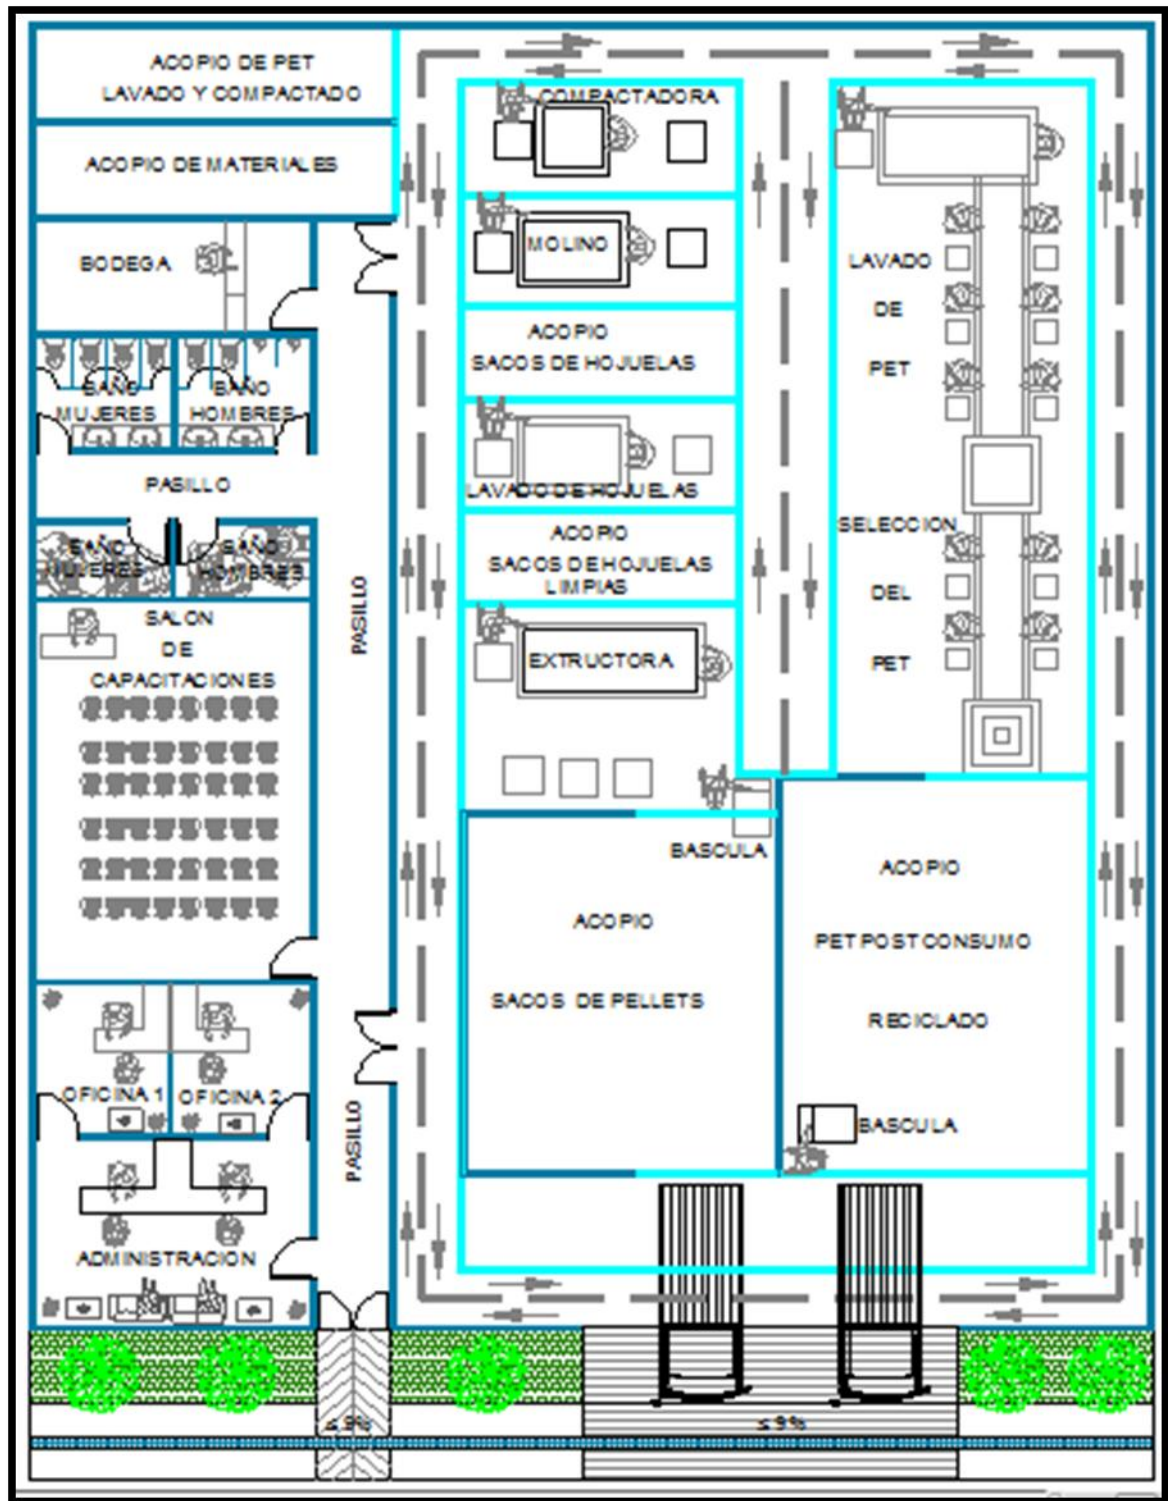 ACOPIO DE PET
LAVADO Y COMPACTADO
ACOPIO DE MATERIALES
BODEGA
BAÑO
MUJERES
BAÑO
HOMBRES
PASILLO
BAÑO
MUJERES
BAÑO
HOMBRES
SALON
DE
CAPACITACIONES
PASILLO
OFICINA 1
OFICINA 2
PASILLO
ADMINISTRACION
COMPACTADORA
MOLINO
ACOPIO
SACOS DE HOJUELAS
LAVADO DE HOJUELAS
ACOPIO
SACOS DE HOJUELAS
LIMPIAS
EXTRUCTORA
BASCULA
ACOPIO
SACOS DE PELLETS
LAVADO
DE
PET
SELECCION
DEL
PET
ACOPIO
PET POST CONSUMO
RECICLADO
BASCULA
≤ 9%
≤ 9%